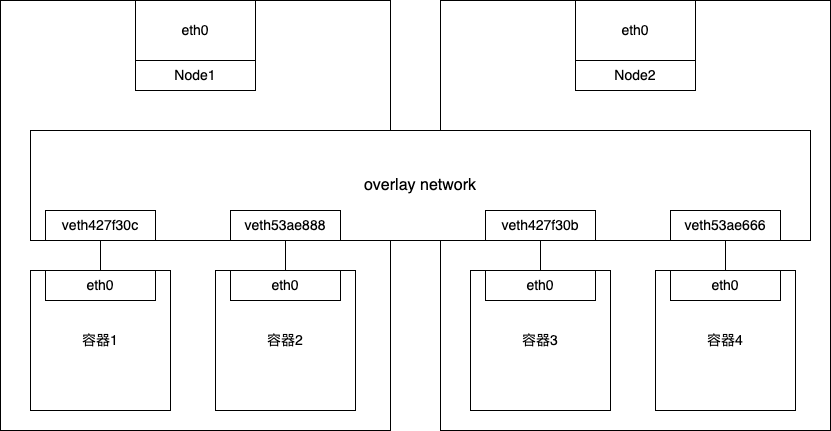 eth0
eth0
Node1
Node2
overlay network
veth427f30c
veth53ae888
veth427f30b
veth53ae666
eth0
eth0
eth0
eth0
容器1
容器2
容器3
容器4